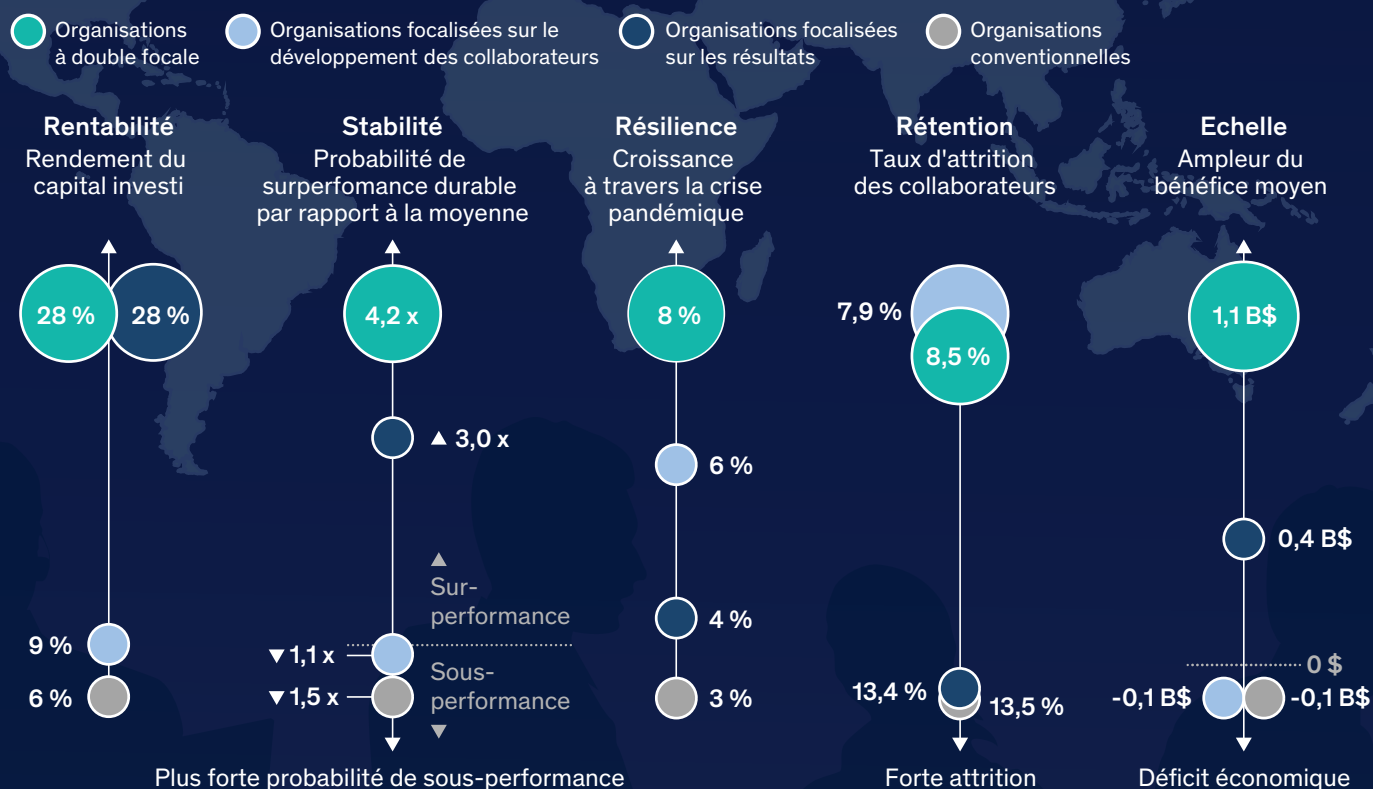 Organisations
à double focale
Organisations focalisées sur le
développement des collaborateurs
Organisations focalisées
sur les résultats
Organisations
conventionnelles
Rentabilité
Rendement du
capital investi
Stabilité
Probabilité de
surperfomance durable
par rapport à la moyenne
Résilience
Croissance
à travers la crise
pandémique
Rétention
Taux d'attrition
des collaborateurs
Echelle
Ampleur du
bénéfice moyen
28 %
28 %
9 %
6 %
4,2 x
▲ 3,0 x
▲
Sur-
performance
▼ 1,1 x
Sous-
performance
▼
▼ 1,5 x
8 %
6 %
4 %
3 %
7,9 %
8,5 %
13,4 %
13,5 %
1,1 B$
0,4 B$
0 $
-0,1 B$
-0,1 B$
Plus forte probabilité de sous-performance
Forte attrition
Déficit économique